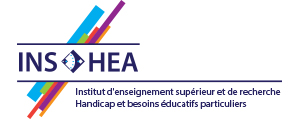 INS HEA
Institut d'enseignement supérieur et de recherche
Handicap et besoins éducatifs particuliers